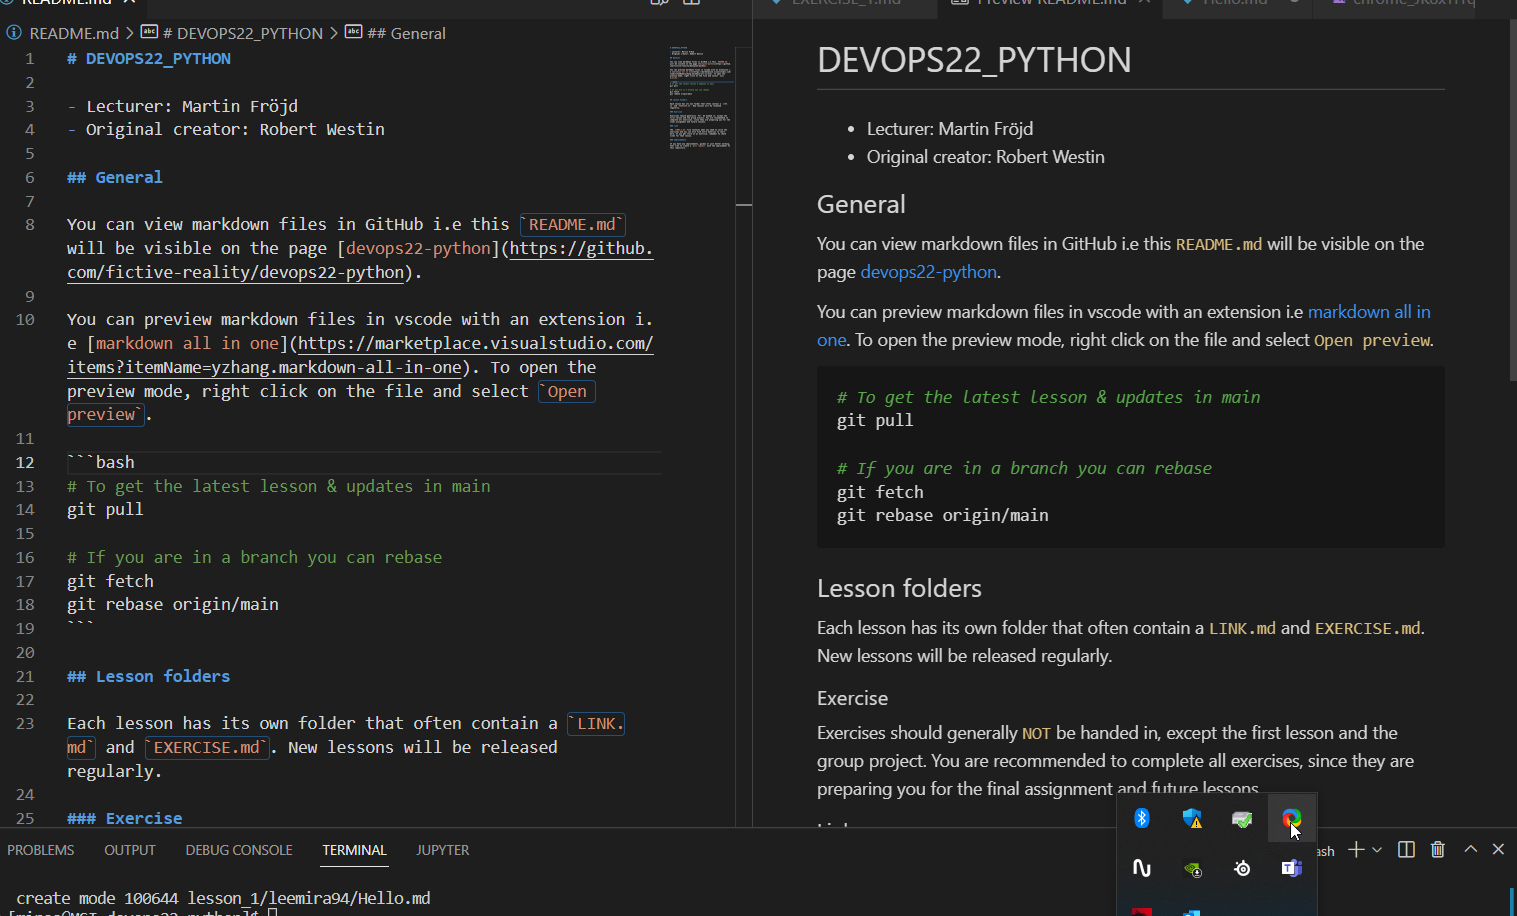 README.md
EXERCISE_1.md
Preview README.md
Hello.md
README.md > # DEVOPS22_PYTHON > ## General
1 # DEVOPS22_PYTHON
2
3 - Lecturer: Martin Fröjd
4 - Original creator: Robert Westin
5
6 ## General
7
8 You can view markdown files in GitHub i.e this `README.md`
will be visible on the page [devops22-python](https://github.
com/fictive-reality/devops22-python).
9
10 You can preview markdown files in vscode with an extension i.
e [markdown all in one](https://marketplace.visualstudio.com/
items?itemName=yzhang.markdown-all-in-one). To open the
preview mode, right click on the file and select `Open
preview`.
11
12 ```bash
13 # To get the latest lesson & updates in main
14 git pull
15
16 # If you are in a branch you can rebase
17 git fetch
18 git rebase origin/main
19 ```
20
21 ## Lesson folders
22
23 Each lesson has its own folder that often contain a `LINK.
md` and `EXERCISE.md`. New lessons will be released
regularly.
24
25 ### Exercise
DEVOPS22_PYTHON
• Lecturer: Martin Fröjd
• Original creator: Robert Westin
General
You can view markdown files in GitHub i.e this README.md will be visible on the
page devops22-python.
You can preview markdown files in vscode with an extension i.e markdown all in
one. To open the preview mode, right click on the file and select Open preview.
# To get the latest lesson & updates in main
git pull
# If you are in a branch you can rebase
git fetch
git rebase origin/main
Lesson folders
Each lesson has its own folder that often contain a LINK.md and EXERCISE.md.
New lessons will be released regularly.
Exercise
Exercises should generally NOT be handed in, except the first lesson and the
group project. You are recommended to complete all exercises, since they are
preparing you for the final assignment and future lessons.
PROBLEMS OUTPUT DEBUG CONSOLE TERMINAL JUPYTER
ash
create mode 100644 lesson_1/leemira94/Hello.md